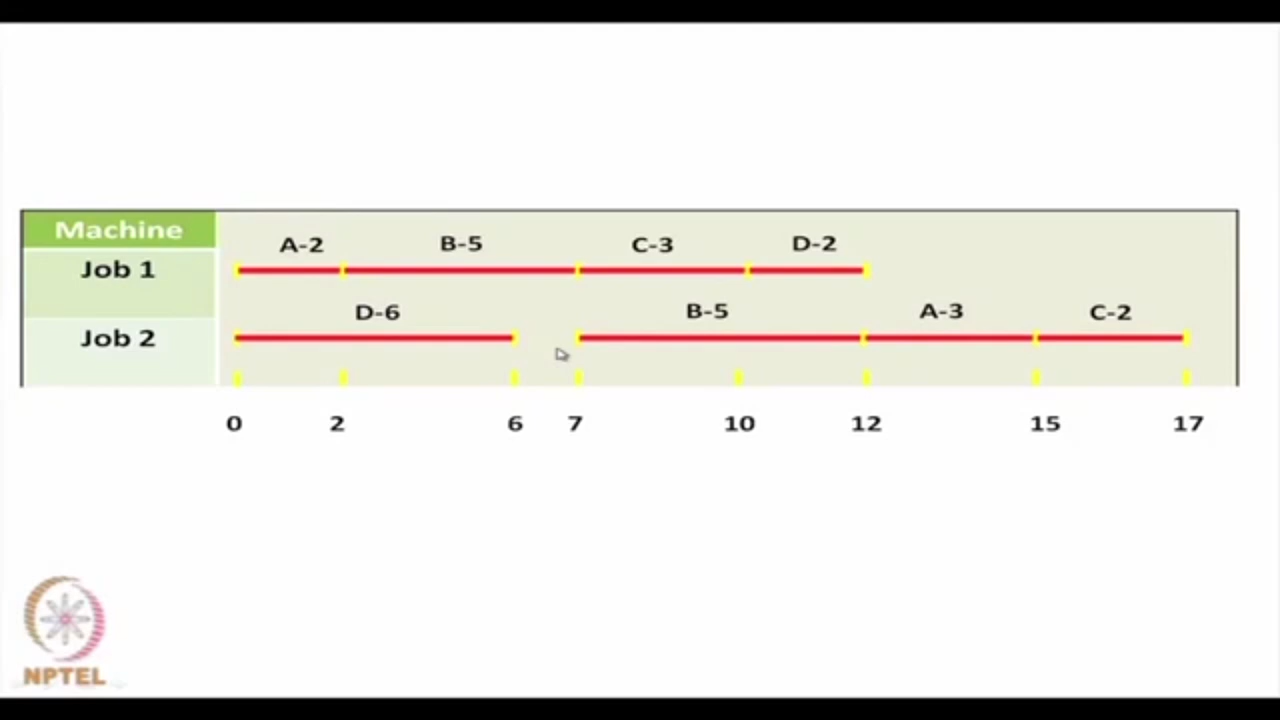 Machine
A-2 B-5 C-3 D-2
Job 1
D-6 B-5 A-3 C-2
Job 2
0 2 6 7 10 12 15 17
NPTEL